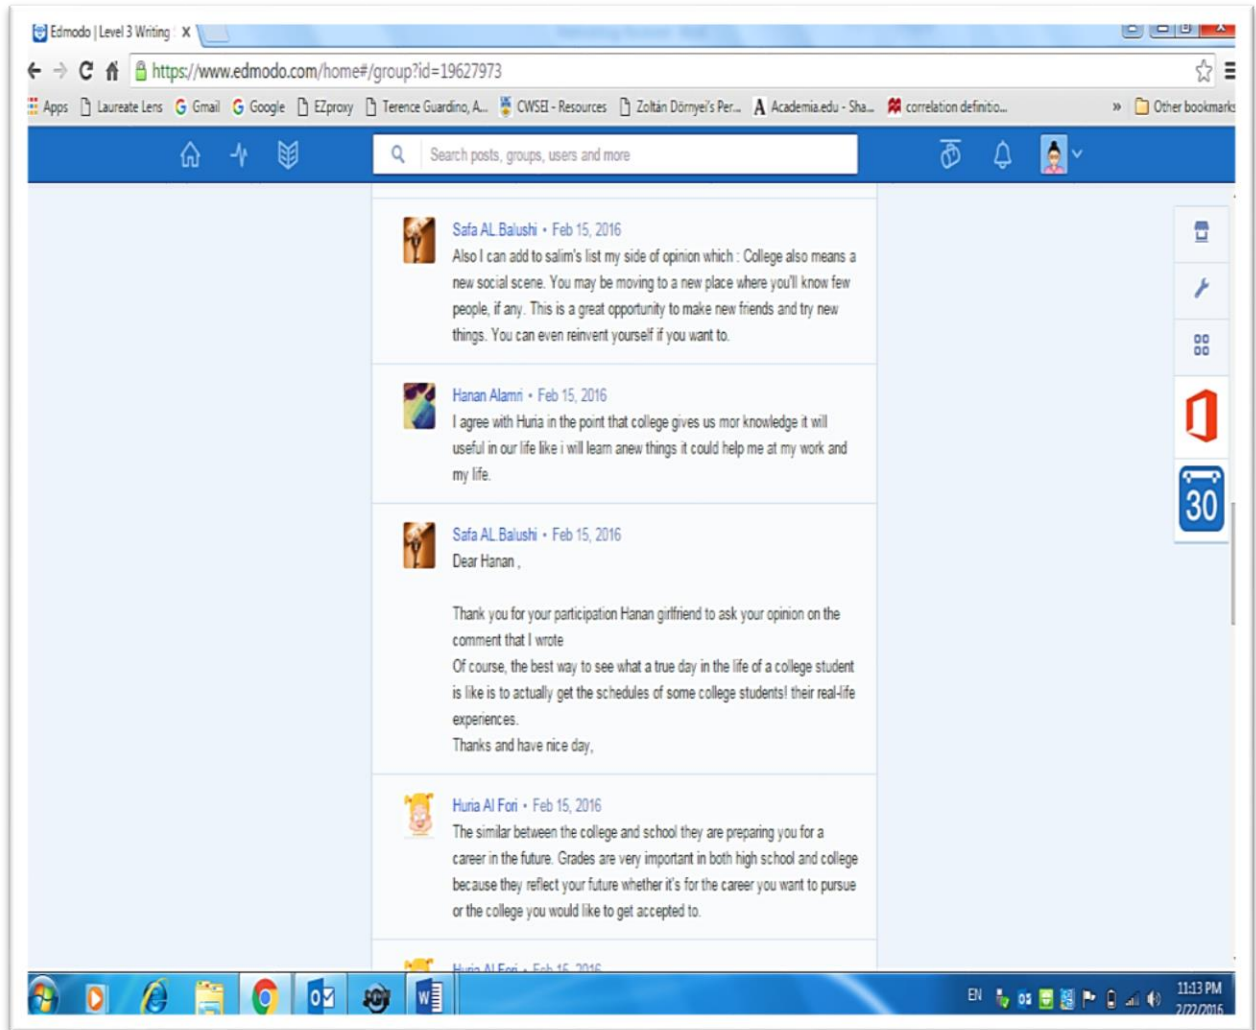 Edmodo | Level 3 Writing
https://www.edmodo.com/home#/group?id=19627973
Apps Laureate Lens Gmail Google EZproxy Terence Guardino, A... CWSEI - Resources Zoltán Dörnyei's Per... Academia.edu - Sha... correlation definitio... » Other bookmarks
Search posts, groups, users and more
Safa AL.Balushi • Feb 15, 2016
Also I can add to salim's list my side of opinion which : College also means a
new social scene. You may be moving to a new place where you'll know few
people, if any. This is a great opportunity to make new friends and try new
things. You can even reinvent yourself if you want to.
Hanan Alamri • Feb 15, 2016
I agree with Huria in the point that college gives us mor knowledge it will
useful in our life like i will learn anew things it could help me at my work and
my life.
Safa AL.Balushi • Feb 15, 2016
Dear Hanan ,
Thank you for your participation Hanan girlfriend to ask your opinion on the
comment that I wrote
Of course, the best way to see what a true day in the life of a college student
is like is to actually get the schedules of some college students! their real-life
experiences.
Thanks and have nice day,
Huria Al Fori • Feb 15, 2016
The similar between the college and school they are preparing you for a
career in the future. Grades are very important in both high school and college
because they reflect your future whether it's for the career you want to pursue
or the college you would like to get accepted to.
Huria Al Fori • Feb 15, 2016
30
EN
11:13 PM
2/22/2016